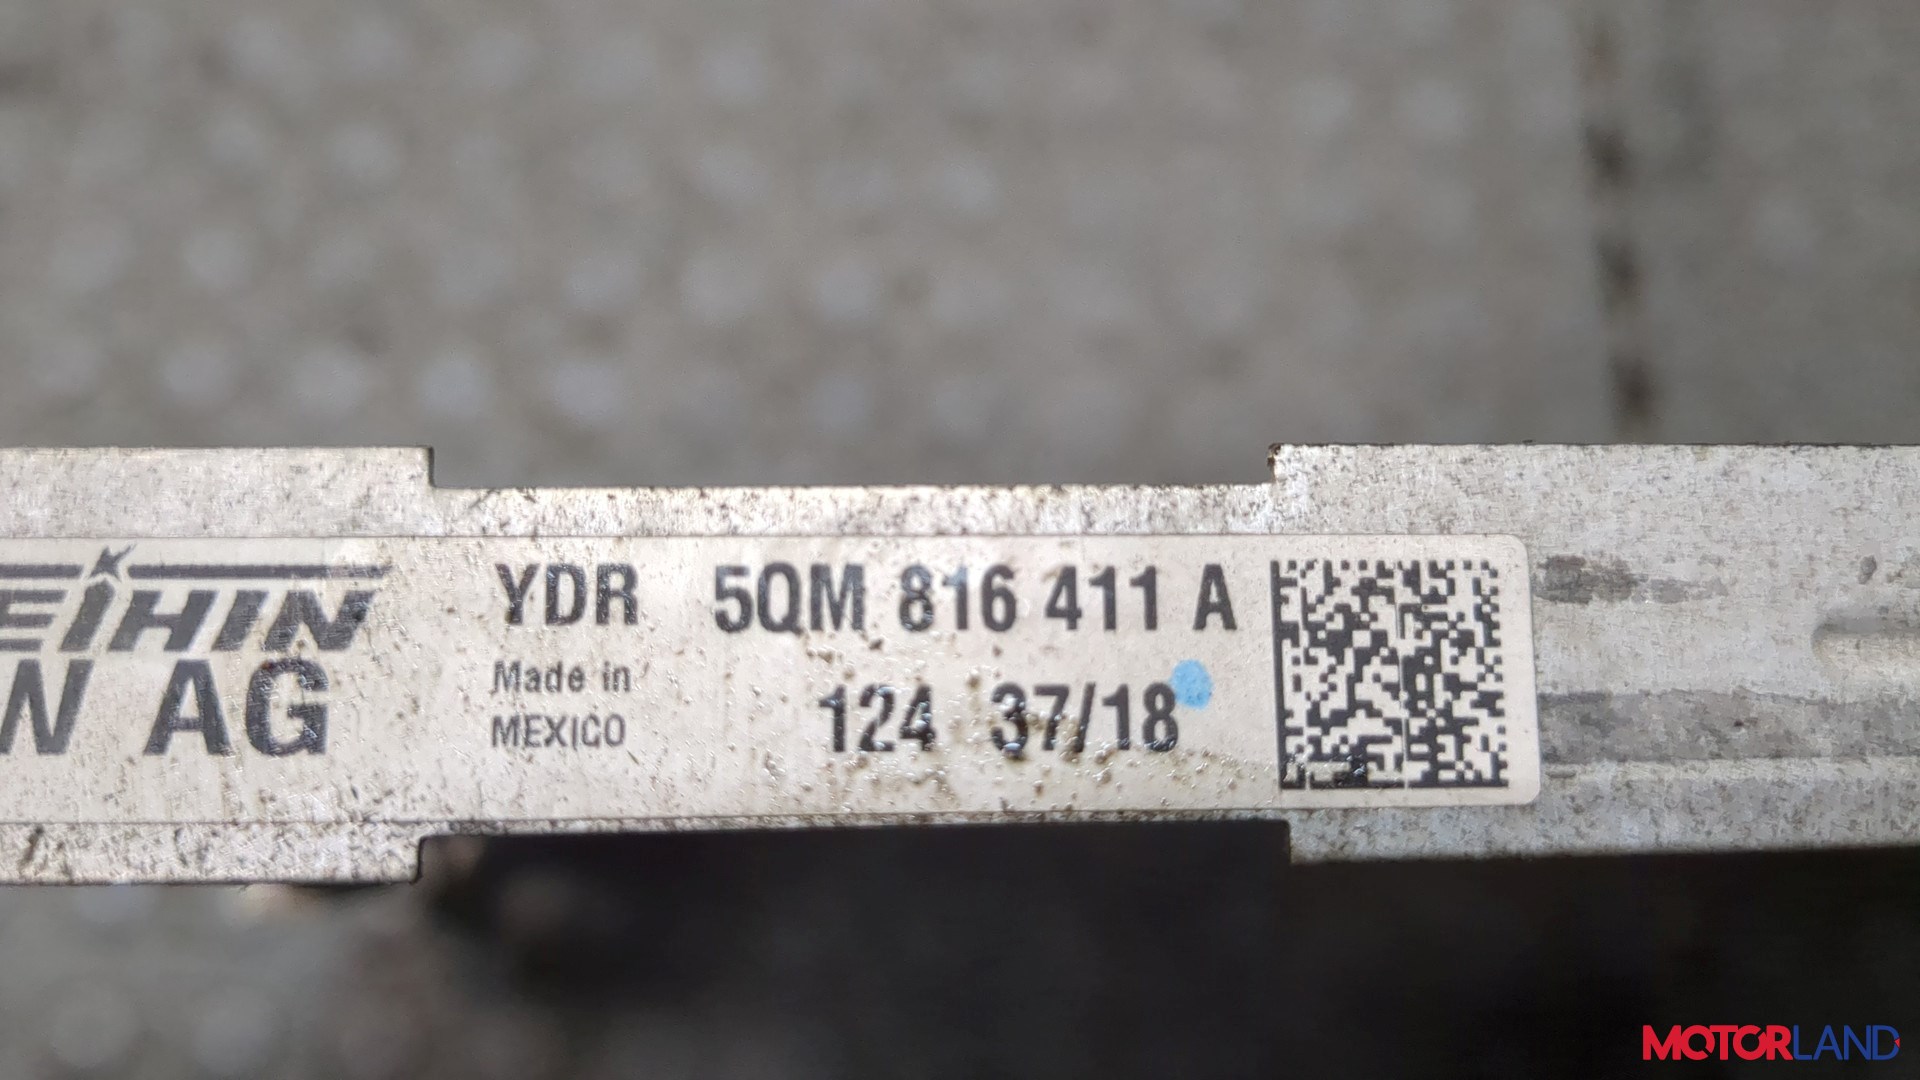 EIHIN
N AG
YDR 5QM 816 411 A
Made in
MEXICO
124 37/18
MOTORLAND